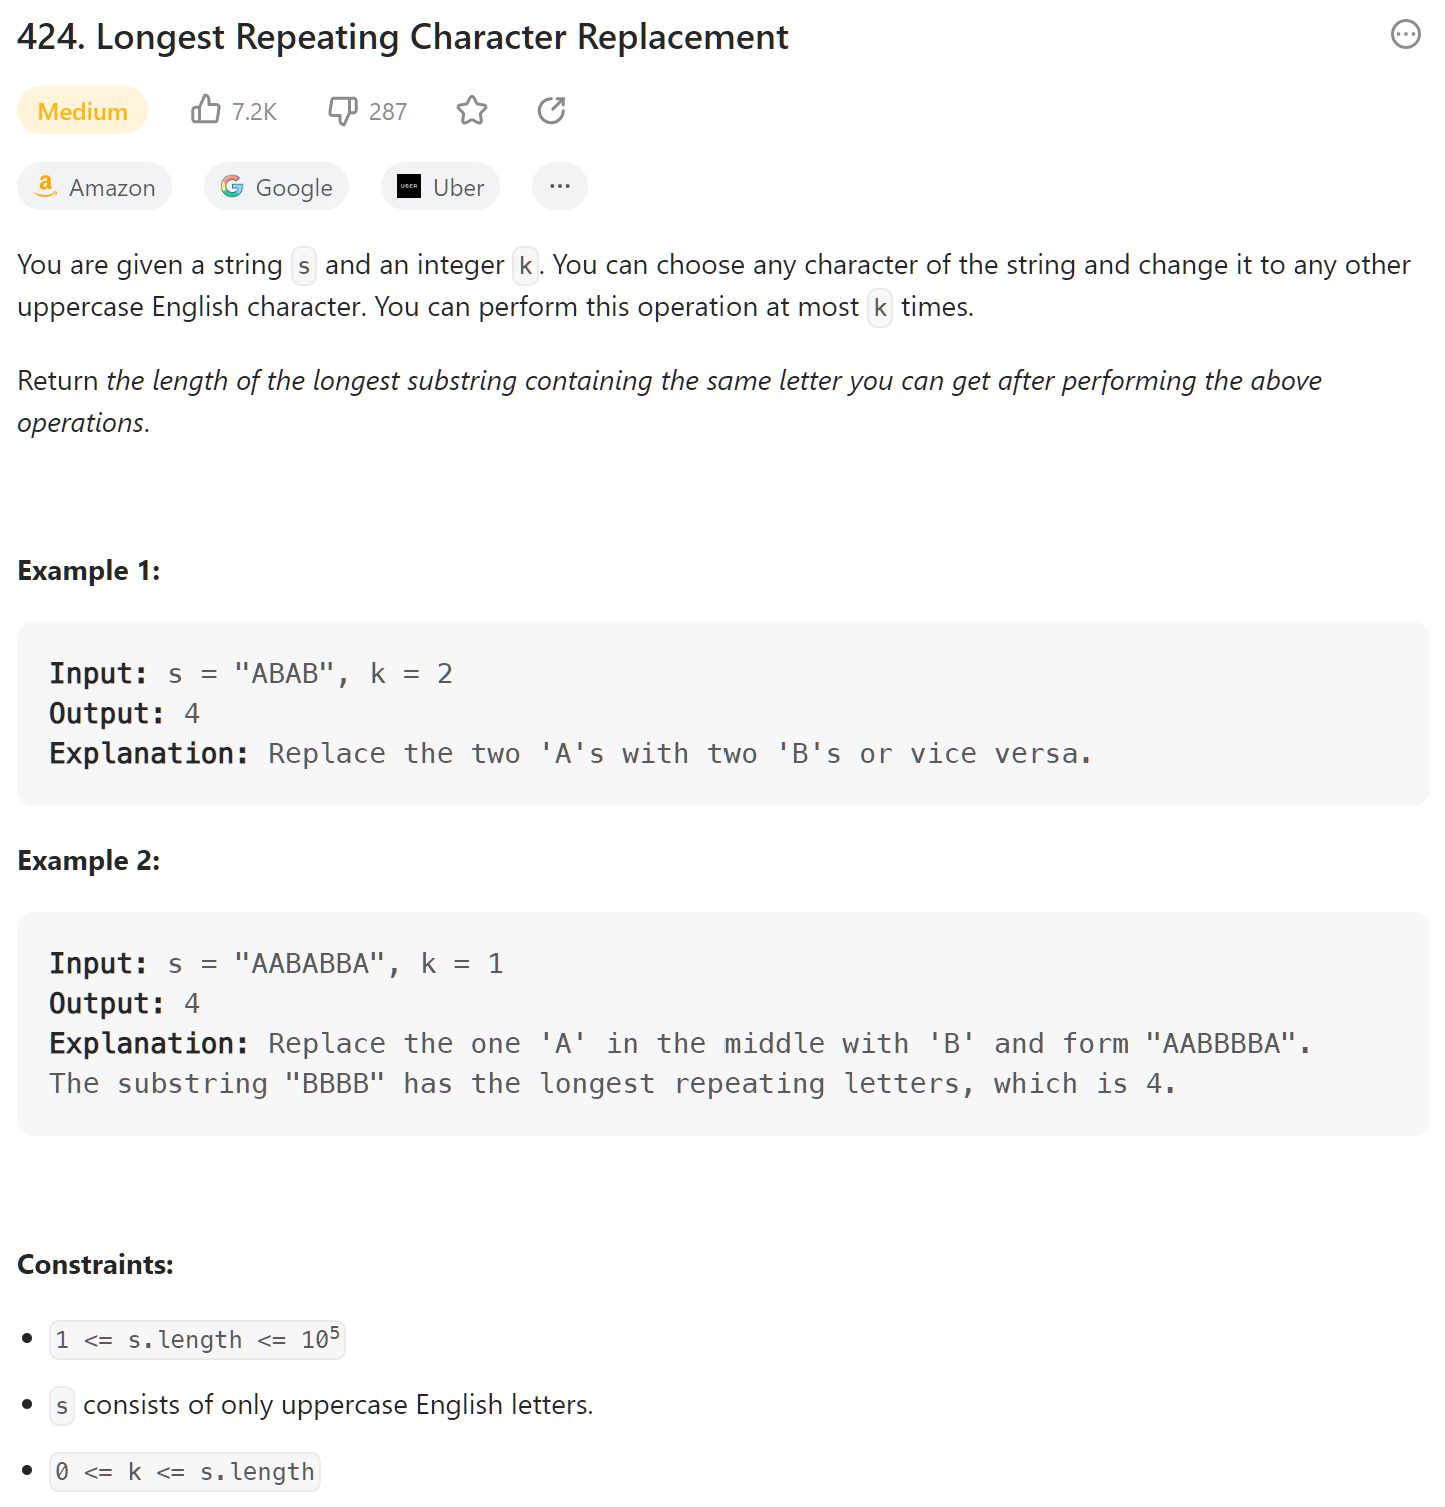 424. Longest Repeating Character Replacement
Medium 7.2K 287
a Amazon G Google UBER Uber ...
You are given a string s and an integer k. You can choose any character of the string and change it to any other
uppercase English character. You can perform this operation at most k times.
Return the length of the longest substring containing the same letter you can get after performing the above
operations.
Example 1:
Input: s = "ABAB", k = 2
Output: 4
Explanation: Replace the two 'A's with two 'B's or vice versa.
Example 2:
Input: s = "AABABBA", k = 1
Output: 4
Explanation: Replace the one 'A' in the middle with 'B' and form "AABBBBA".
The substring "BBBB" has the longest repeating letters, which is 4.
Constraints:
• 1 <= s.length <= 10⁵
• s consists of only uppercase English letters.
• 0 <= k <= s.length